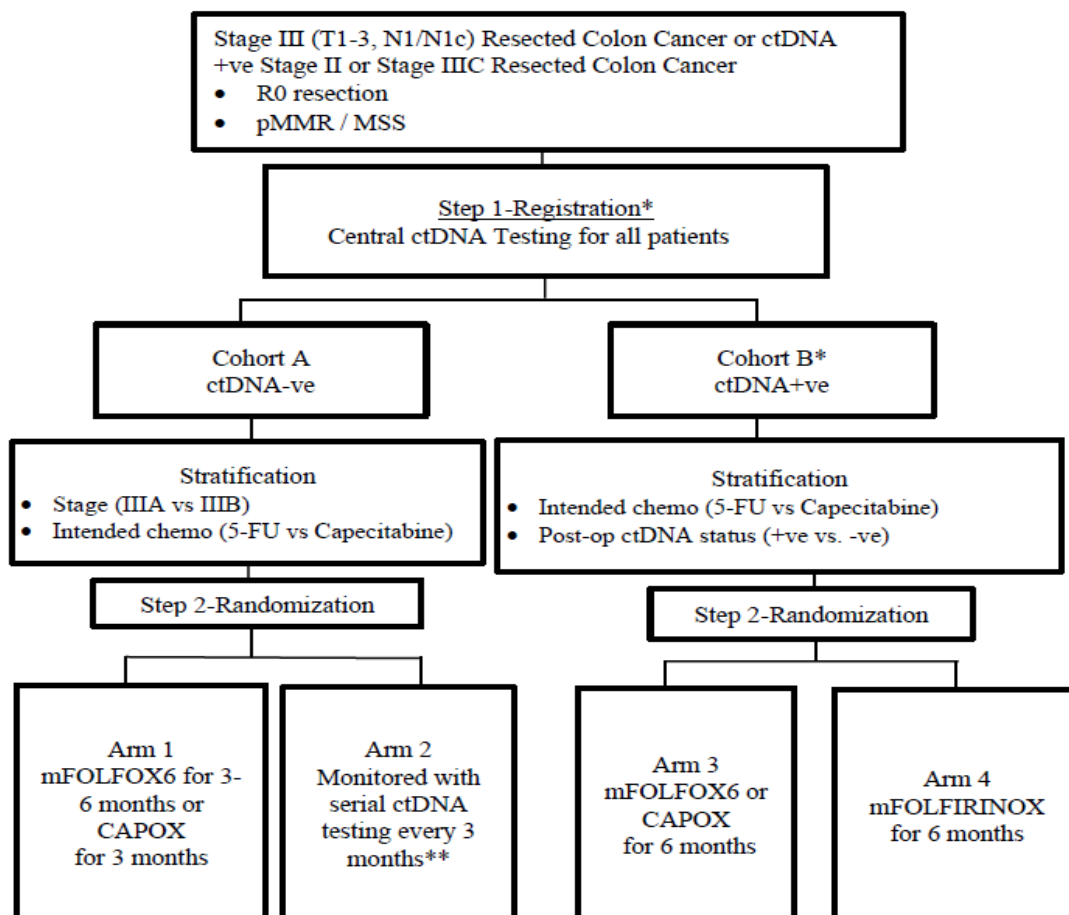 Stage III (T1-3, N1/N1c) Resected Colon Cancer or ctDNA
+ve Stage II or Stage IIIC Resected Colon Cancer
• R0 resection
• pMMR / MSS
Step 1-Registration*
Central ctDNA Testing for all patients
Cohort A
ctDNA-ve
Cohort B*
ctDNA+ve
Stratification
• Stage (IIIA vs IIIB)
• Intended chemo (5-FU vs Capecitabine)
Stratification
• Intended chemo (5-FU vs Capecitabine)
• Post-op ctDNA status (+ve vs. -ve)
Step 2-Randomization
Step 2-Randomization
Arm 1
mFOLFOX6 for 3-
6 months or
CAPOX
for 3 months
Arm 2
Monitored with
serial ctDNA
testing every 3
months**
Arm 3
mFOLFOX6 or
CAPOX
for 6 months
Arm 4
mFOLFIRINOX
for 6 months